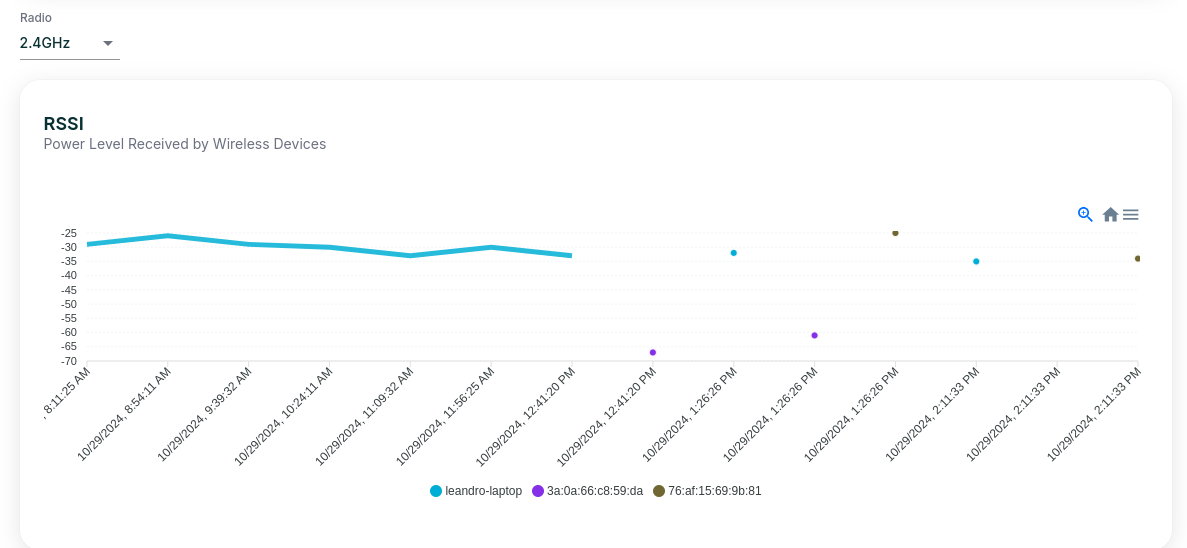 Radio
2.4GHz
RSSI
Power Level Received by Wireless Devices
-25
-30
-35
-40
-45
-50
-55
-60
-65
-70
, 8:11:25 AM
10/29/2024, 8:54:11 AM
10/29/2024, 9:39:32 AM
10/29/2024, 10:24:11 AM
10/29/2024, 11:09:32 AM
10/29/2024, 11:56:25 AM
10/29/2024, 12:41:20 PM
10/29/2024, 12:41:20 PM
10/29/2024, 1:26:26 PM
10/29/2024, 1:26:26 PM
10/29/2024, 1:26:26 PM
10/29/2024, 2:11:33 PM
10/29/2024, 2:11:33 PM
10/29/2024, 2:11:33 PM
leandro-laptop 3a:0a:66:c8:59:da 76:af:15:69:9b:81